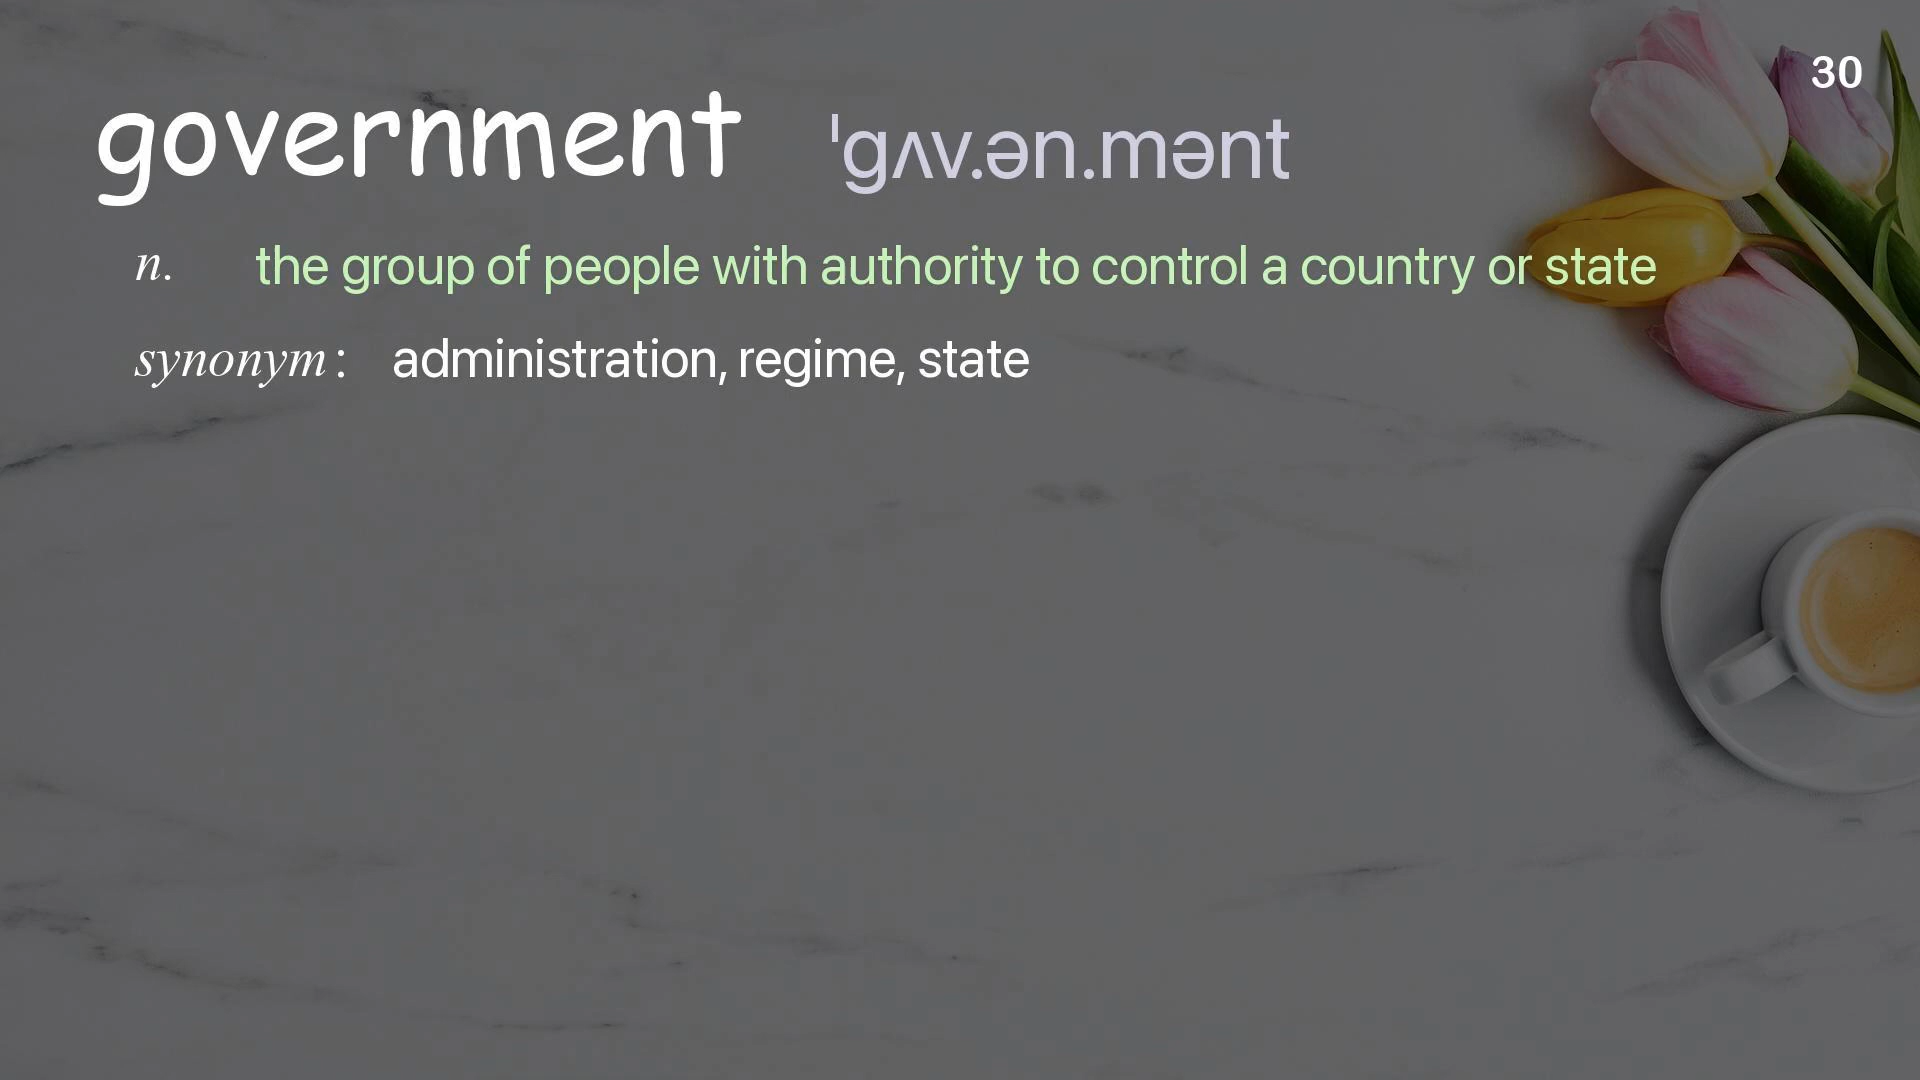 30
government ˈgʌv.ən.mənt
n. the group of people with authority to control a country or state
synonym: administration, regime, state